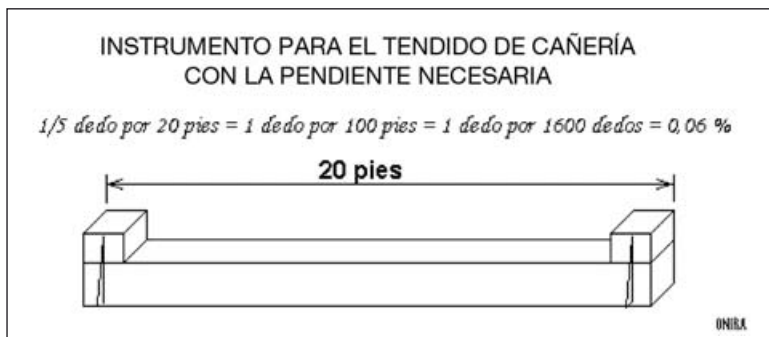 INSTRUMENTO PARA EL TENDIDO DE CAÑERÍA
CON LA PENDIENTE NECESARIA
1/5 dedo por 20 pies = 1 dedo por 100 pies = 1 dedo por 1600 dedos = 0,06 %
20 pies
ONIBA